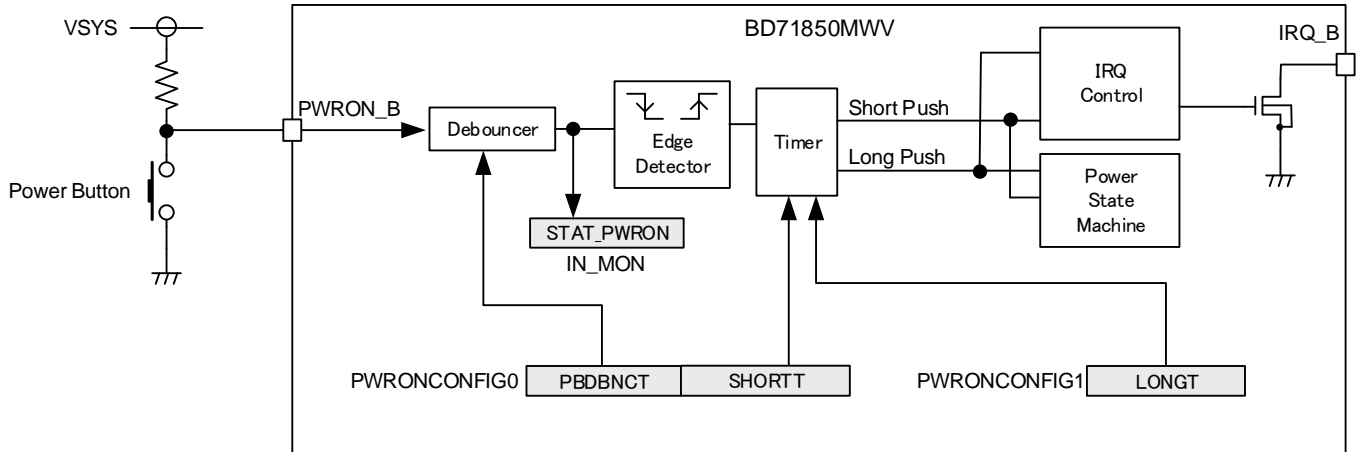 VSYS
BD71850MWV
IRQ_B
PWRON_B
Debouncer
Edge
Detector
Timer
Short Push
Long Push
IRQ
Control
Power
State
Machine
Power Button
STAT_PWRON
IN_MON
PWRONCONFIG0
PBDBNCT
SHORTT
PWRONCONFIG1
LONGT